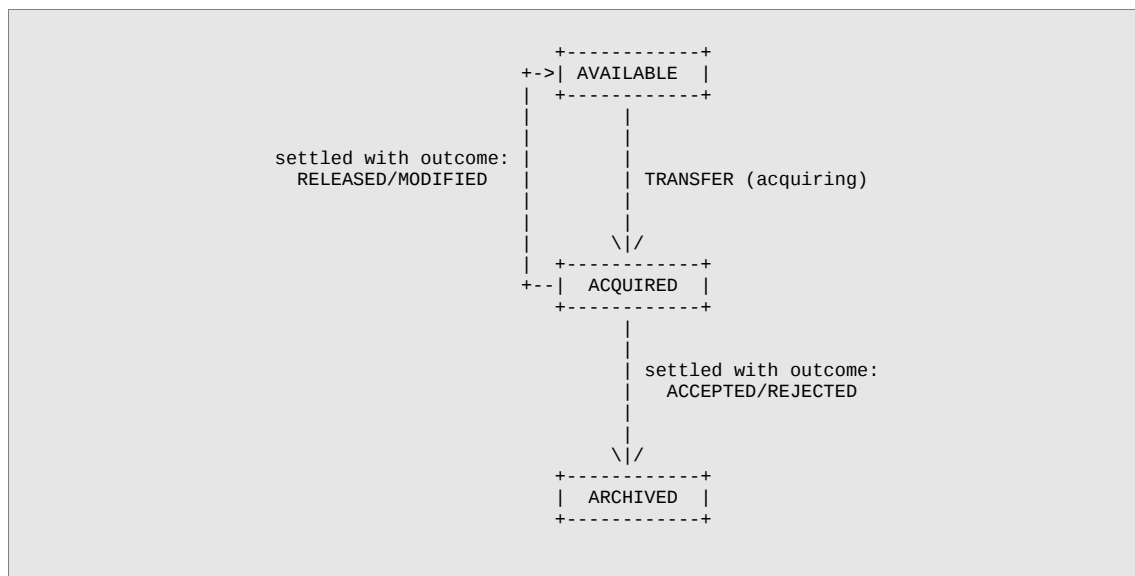 AVAILABLE
settled with outcome:
RELEASED/MODIFIED
TRANSFER (acquiring)
ACQUIRED
settled with outcome:
ACCEPTED/REJECTED
ARCHIVED